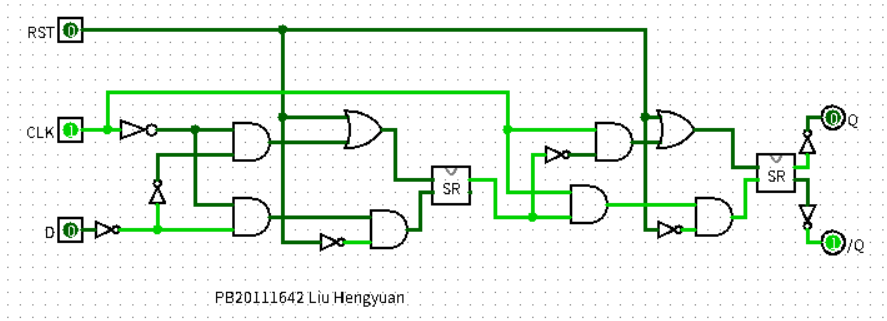 RST 0
CLK 1
D 0
SR
SR
0 Q
1 /Q
PB20111642 Liu Hengyuan